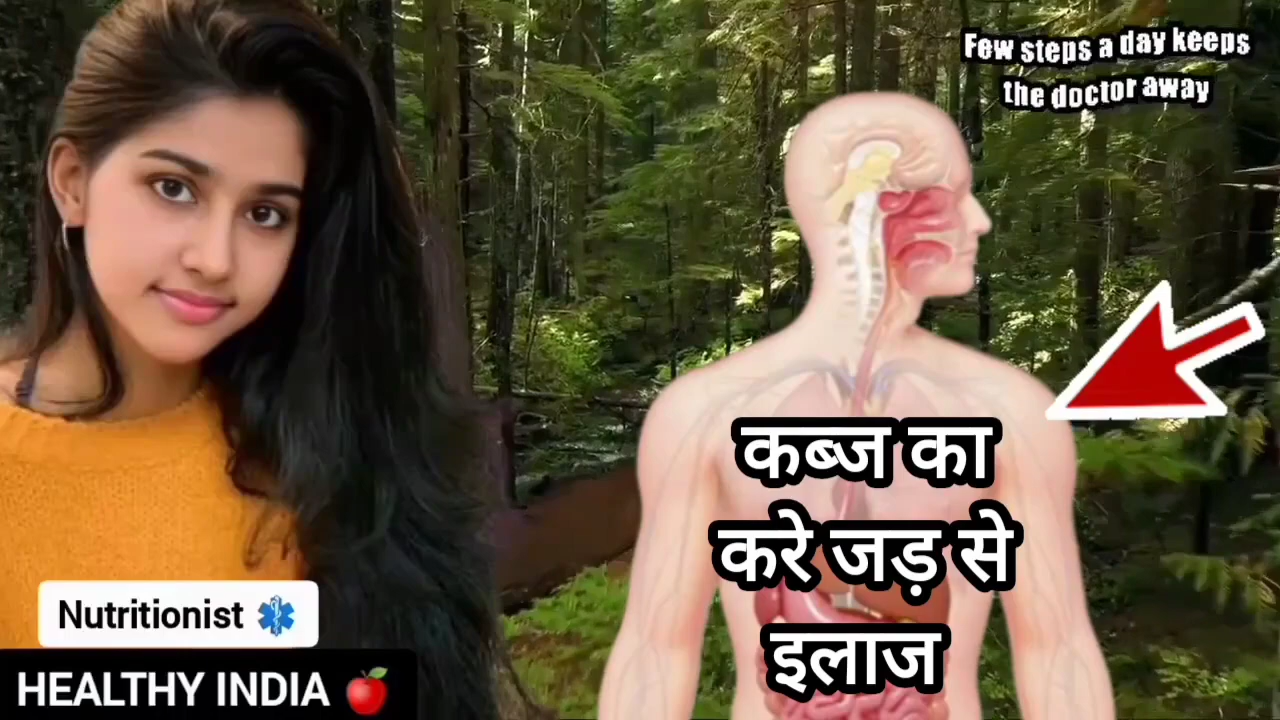 Few steps a day keeps
the doctor away
कब्ज का
करे जड़ से
इलाज
Nutritionist
HEALTHY INDIA